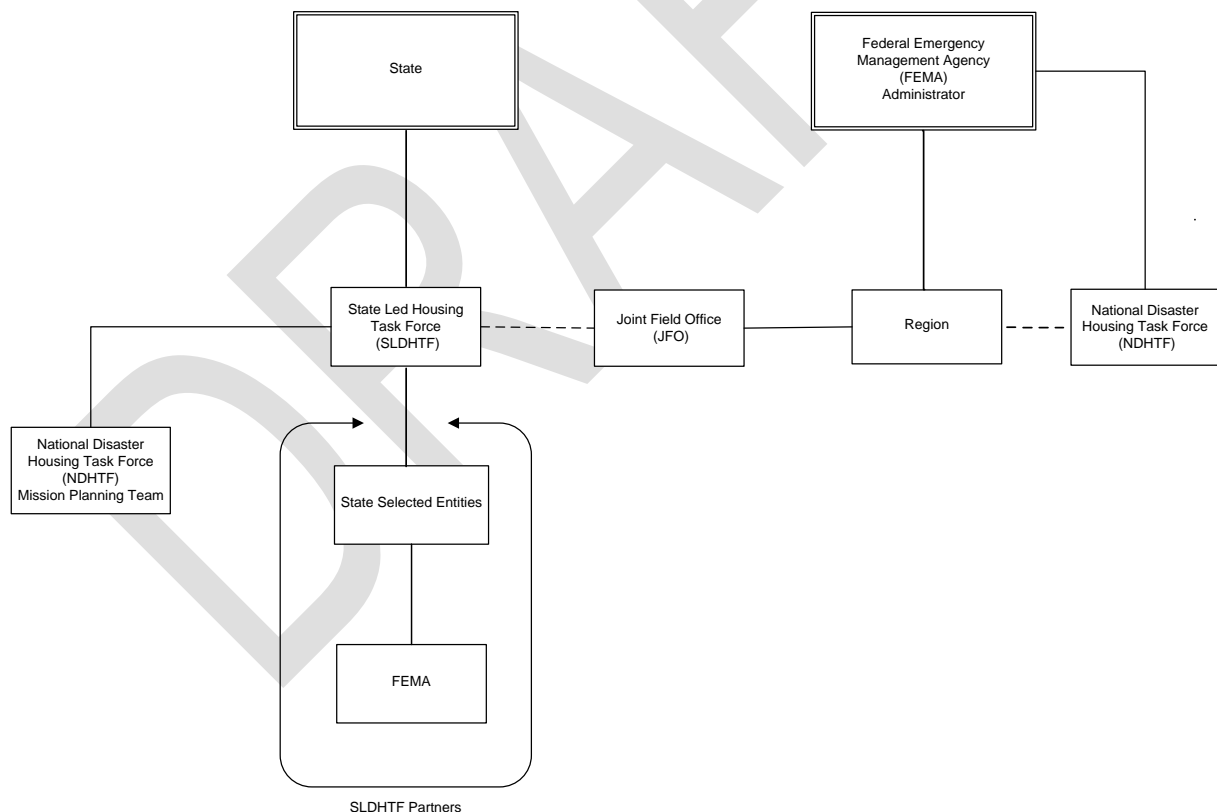 State
Federal Emergency
Management Agency
(FEMA)
Administrator
State Led Housing
Task Force
(SLDHTF)
Joint Field Office
(JFO)
Region
National Disaster
Housing Task Force
(NDHTF)
National Disaster
Housing Task Force
(NDHTF)
Mission Planning Team
State Selected Entities
FEMA
SLDHTF Partners